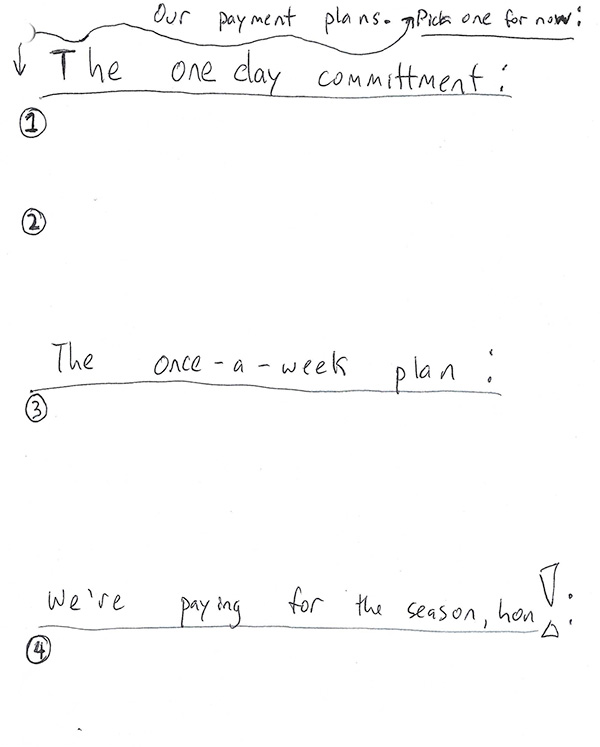 Our payment plans. Pick one for now:
The one day committment:
①
②
The once-a-week plan:
③
We're paying for the season, hon!:
④